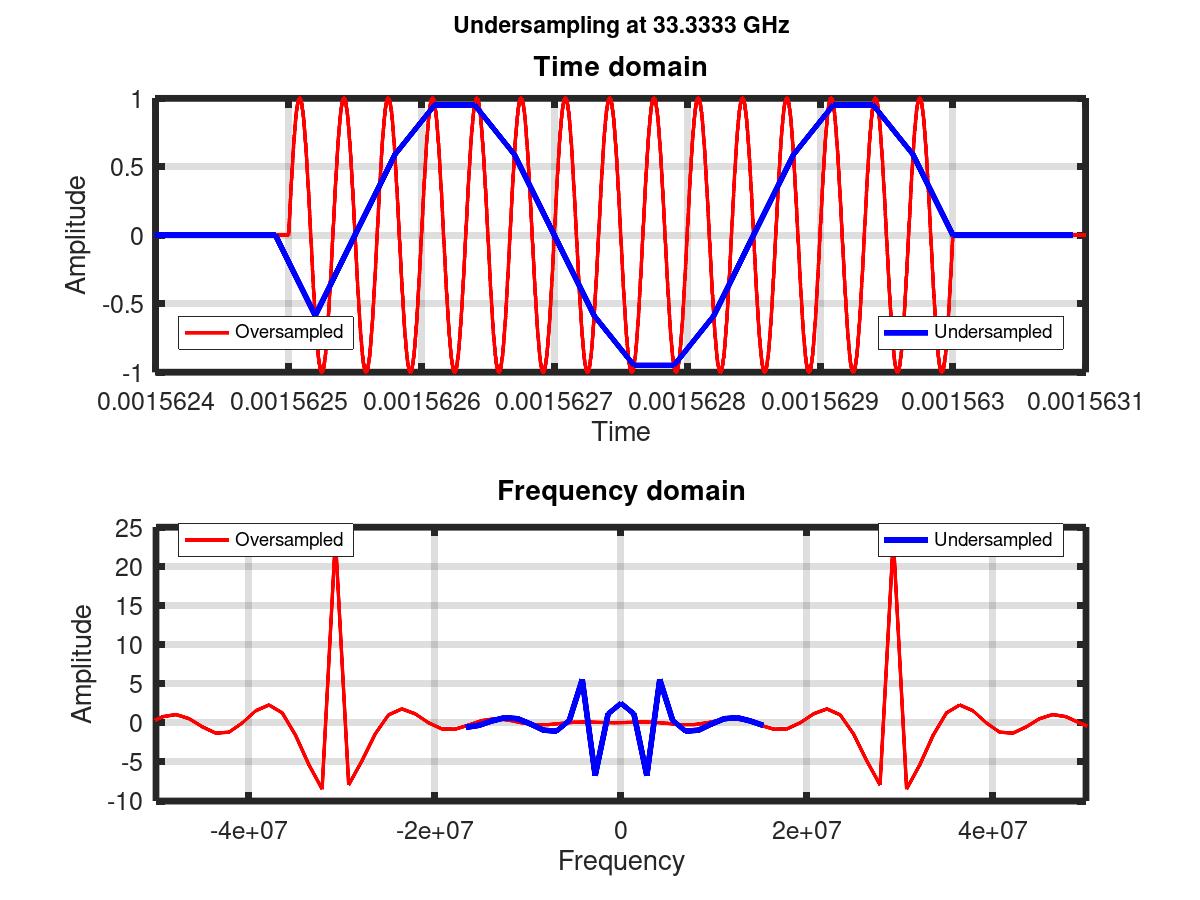 Undersampling at 33.3333 GHz
Time domain
1
0.5
0
-0.5
-1
Amplitude
Oversampled
Undersampled
0.0015624 0.0015625 0.0015626 0.0015627 0.0015628 0.0015629 0.001563 0.0015631
Time
Frequency domain
25
20
15
10
5
0
-5
-10
Amplitude
Oversampled
Undersampled
-4e+07 -2e+07 0 2e+07 4e+07
Frequency